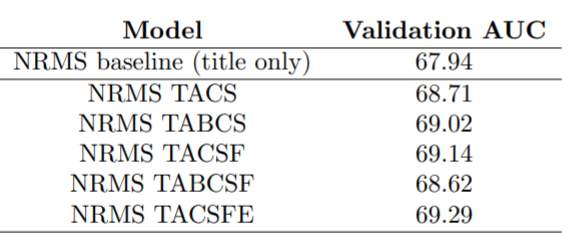 Model Validation AUC
NRMS baseline (title only) 67.94
NRMS TACS 68.71
NRMS TABCS 69.02
NRMS TACSF 69.14
NRMS TABCSF 68.62
NRMS TACSFE 69.29